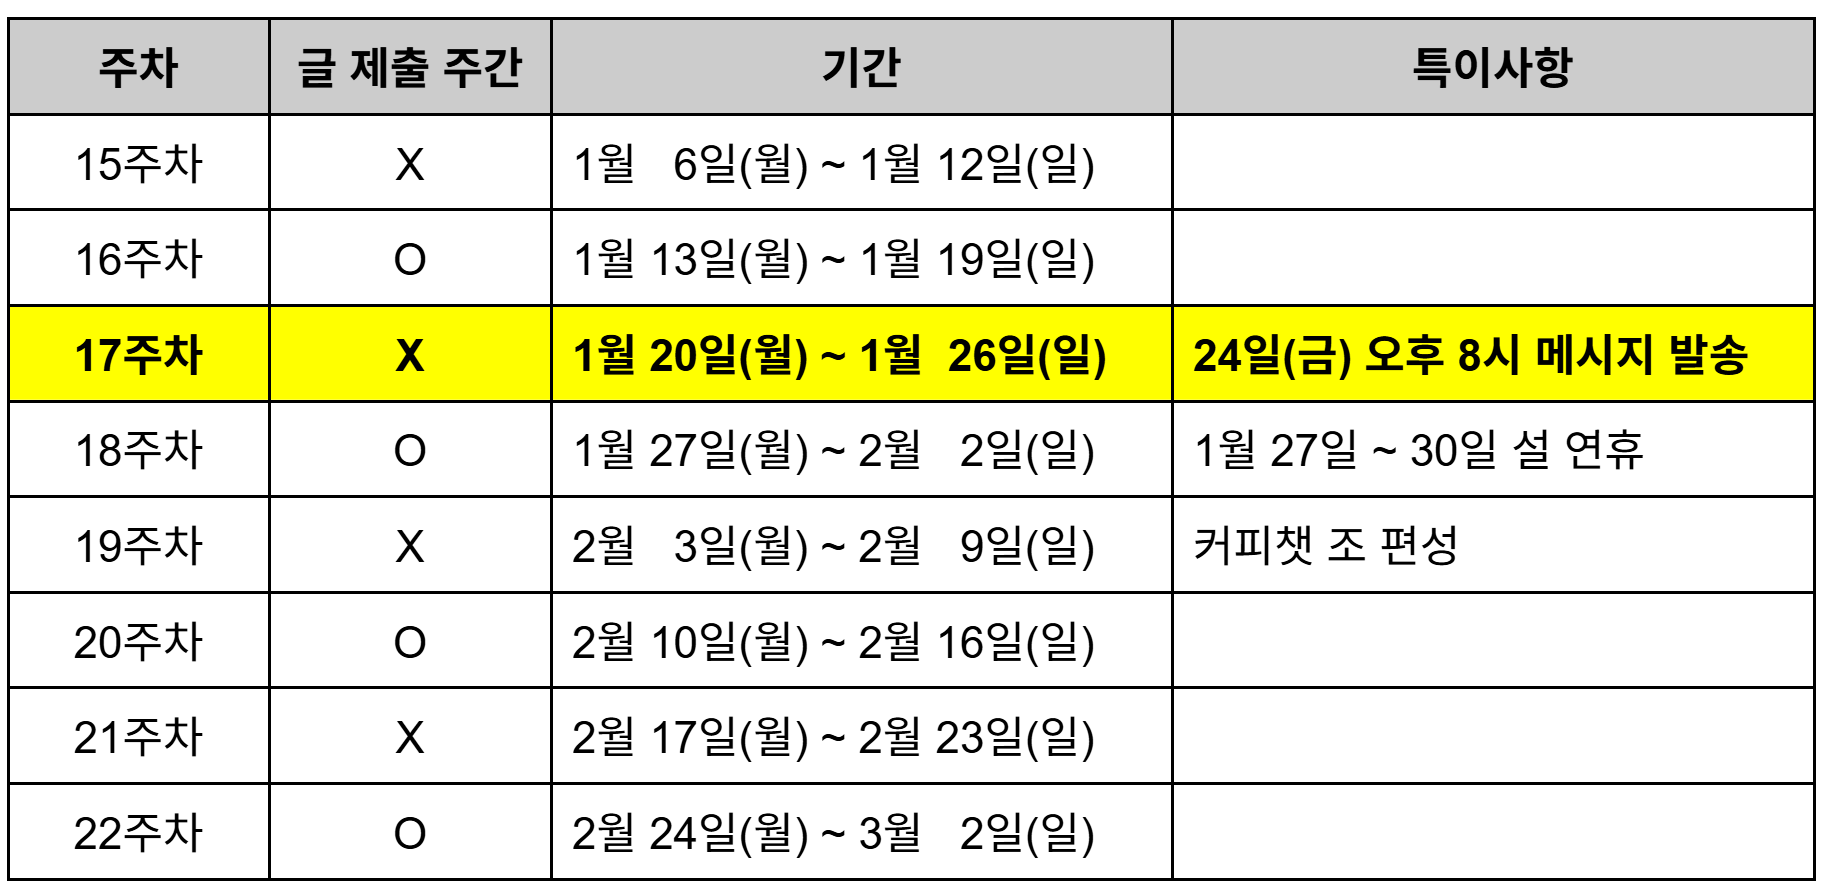 주차 글 제출 주간 기간 특이사항
15주차 X 1월 6일(월) ~ 1월 12일(일)
16주차 O 1월 13일(월) ~ 1월 19일(일)
17주차 X 1월 20일(월) ~ 1월 26일(일) 24일(금) 오후 8시 메시지 발송
18주차 O 1월 27일(월) ~ 2월 2일(일) 1월 27일 ~ 30일 설 연휴
19주차 X 2월 3일(월) ~ 2월 9일(일) 커피챗 조 편성
20주차 O 2월 10일(월) ~ 2월 16일(일)
21주차 X 2월 17일(월) ~ 2월 23일(일)
22주차 O 2월 24일(월) ~ 3월 2일(일)